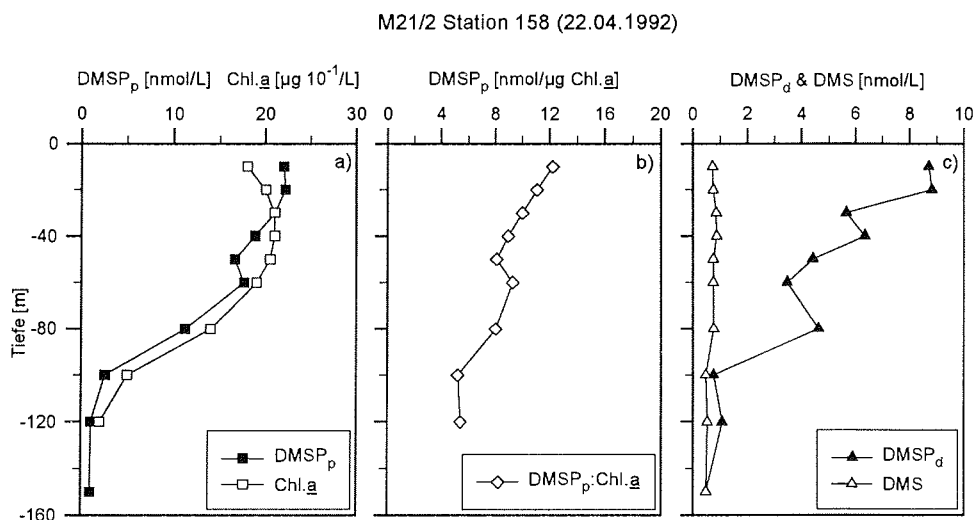 M21/2 Station 158 (22.04.1992)
DMSPp [nmol/L] Chl.a [µg 10⁻¹/L]
0 10 20 30
DMSPp [nmol/µg Chl.a]
0 4 8 12 16 20
DMSPd & DMS [nmol/L]
0 2 4 6 8 10
Tiefe [m]
0
-40
-80
-120
-160
a)
DMSPp
Chl.a
b)
DMSPp:Chl.a
c)
DMSPd
DMS